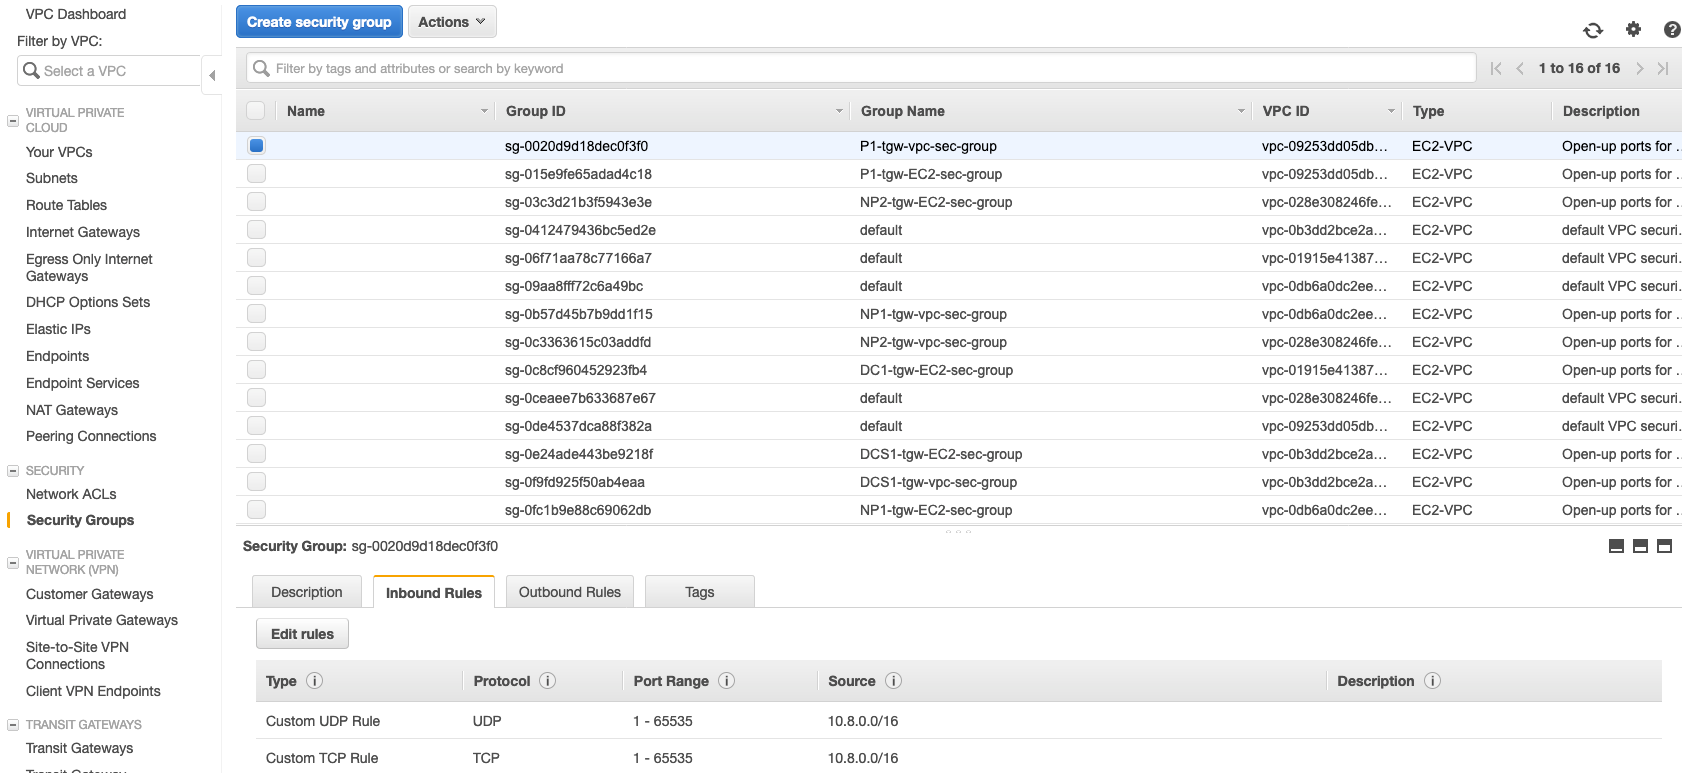 VPC Dashboard
Filter by VPC:
Select a VPC
VIRTUAL PRIVATE
CLOUD
Your VPCs
Subnets
Route Tables
Internet Gateways
Egress Only Internet
Gateways
DHCP Options Sets
Elastic IPs
Endpoints
Endpoint Services
NAT Gateways
Peering Connections
SECURITY
Network ACLs
Security Groups
VIRTUAL PRIVATE
NETWORK (VPN)
Customer Gateways
Virtual Private Gateways
Site-to-Site VPN
Connections
Client VPN Endpoints
TRANSIT GATEWAYS
Transit Gateways
Transit Gateway
Create security group Actions
Filter by tags and attributes or search by keyword 1 to 16 of 16
Name Group ID Group Name VPC ID Type Description
sg-0020d9d18dec0f3f0 P1-tgw-vpc-sec-group vpc-09253dd05db... EC2-VPC Open-up ports for ..
sg-015e9fe65adad4c18 P1-tgw-EC2-sec-group vpc-09253dd05db... EC2-VPC Open-up ports for ..
sg-03c3d21b3f5943e3e NP2-tgw-EC2-sec-group vpc-028e308246fe... EC2-VPC Open-up ports for ..
sg-0412479436bc5ed2e default vpc-0b3dd2bce2a... EC2-VPC default VPC securi.
sg-06f71aa78c77166a7 default vpc-01915e41387... EC2-VPC default VPC securi.
sg-09aa8fff72c6a49bc default vpc-0db6a0dc2ee... EC2-VPC default VPC securi.
sg-0b57d45b7b9dd1f15 NP1-tgw-vpc-sec-group vpc-0db6a0dc2ee... EC2-VPC Open-up ports for ..
sg-0c3363615c03addfd NP2-tgw-vpc-sec-group vpc-028e308246fe... EC2-VPC Open-up ports for ..
sg-0c8cf960452923fb4 DC1-tgw-EC2-sec-group vpc-01915e41387... EC2-VPC Open-up ports for ..
sg-0ceaee7b633687e67 default vpc-028e308246fe... EC2-VPC default VPC securi.
sg-0de4537dca88f382a default vpc-09253dd05db... EC2-VPC default VPC securi.
sg-0e24ade443be9218f DCS1-tgw-EC2-sec-group vpc-0b3dd2bce2a... EC2-VPC Open-up ports for ..
sg-0f9fd925f50ab4eaa DCS1-tgw-vpc-sec-group vpc-0b3dd2bce2a... EC2-VPC Open-up ports for ..
sg-0fc1b9e88c69062db NP1-tgw-EC2-sec-group vpc-0db6a0dc2ee... EC2-VPC Open-up ports for ..
Security Group: sg-0020d9d18dec0f3f0
Description Inbound Rules Outbound Rules Tags
Edit rules
Type Protocol Port Range Source Description
Custom UDP Rule UDP 1 - 65535 10.8.0.0/16
Custom TCP Rule TCP 1 - 65535 10.8.0.0/16